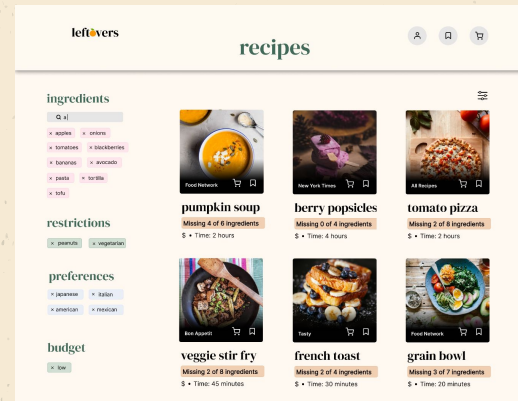 leftovers
recipes
ingredients
a
× apples × onions
× tomatoes × blackberries
× bananas × avocado
× pasta × tortilla
× tofu
restrictions
× peanuts × vegetarian
preferences
× japanese × italian
× american × mexican
budget
× low
Food Network
pumpkin soup
Missing 4 of 6 ingredients
$ • Time: 2 hours
New York Times
berry popsicles
Missing 0 of 4 ingredients
$ • Time: 4 hours
All Recipes
tomato pizza
Missing 2 of 8 ingredients
$ • Time: 2 hours
Bon Appetit
veggie stir fry
Missing 2 of 8 ingredients
$ • Time: 45 minutes
Tasty
french toast
Missing 2 of 4 ingredients
$ • Time: 30 minutes
Food Network
grain bowl
Missing 3 of 7 ingredients
$ • Time: 20 minutes